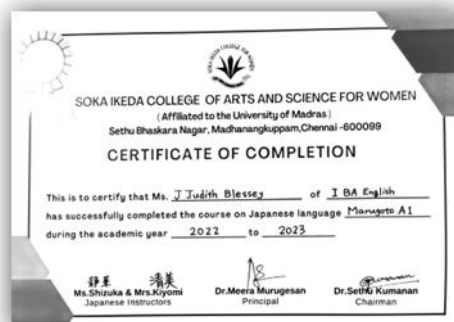 SOKA IKEDA COLLEGE OF ARTS AND SCIENCE FOR WOMEN
(Affiliated to the University of Madras)
Sethu Bhaskara Nagar, Madhanangkuppam,Chennai -600099
CERTIFICATE OF COMPLETION
This is to certify that Ms. J Judith Blessey of I BA English
has successfully completed the course on Japanese language Marugoto A1
during the academic year 2022 to 2023
静果 清美
Ms.Shizuka & Mrs.Kiyomi Dr.Meera Murugesan Dr.Sethu Kumanan
Japanese Instructors Principal Chairman